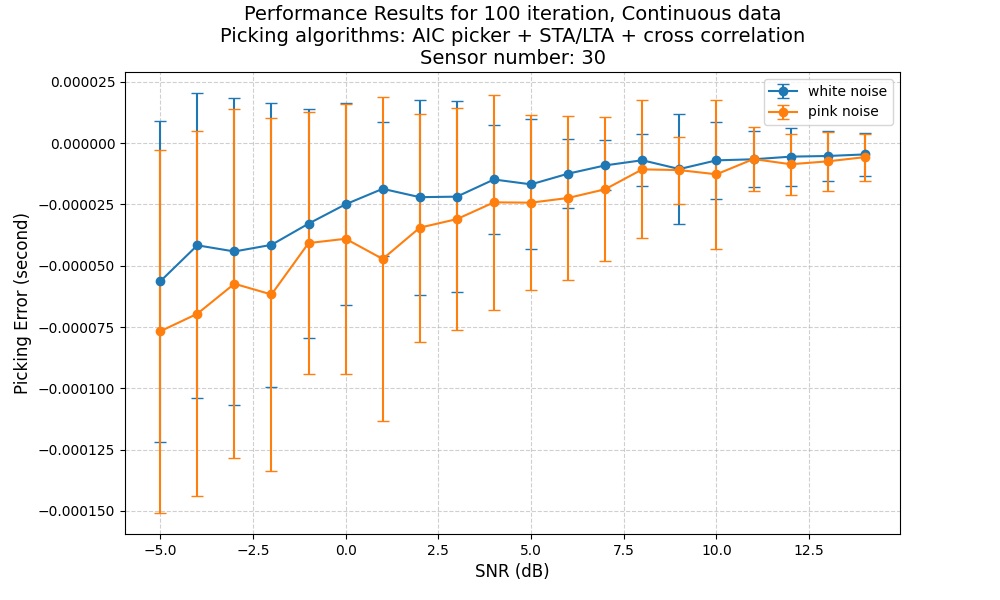 Performance Results for 100 iteration, Continuous data
Picking algorithms: AIC picker + STA/LTA + cross correlation
Sensor number: 30
white noise
pink noise
Picking Error (second)
0.000025
0.000000
−0.000025
−0.000050
−0.000075
−0.000100
−0.000125
−0.000150
−5.0 −2.5 0.0 2.5 5.0 7.5 10.0 12.5
SNR (dB)